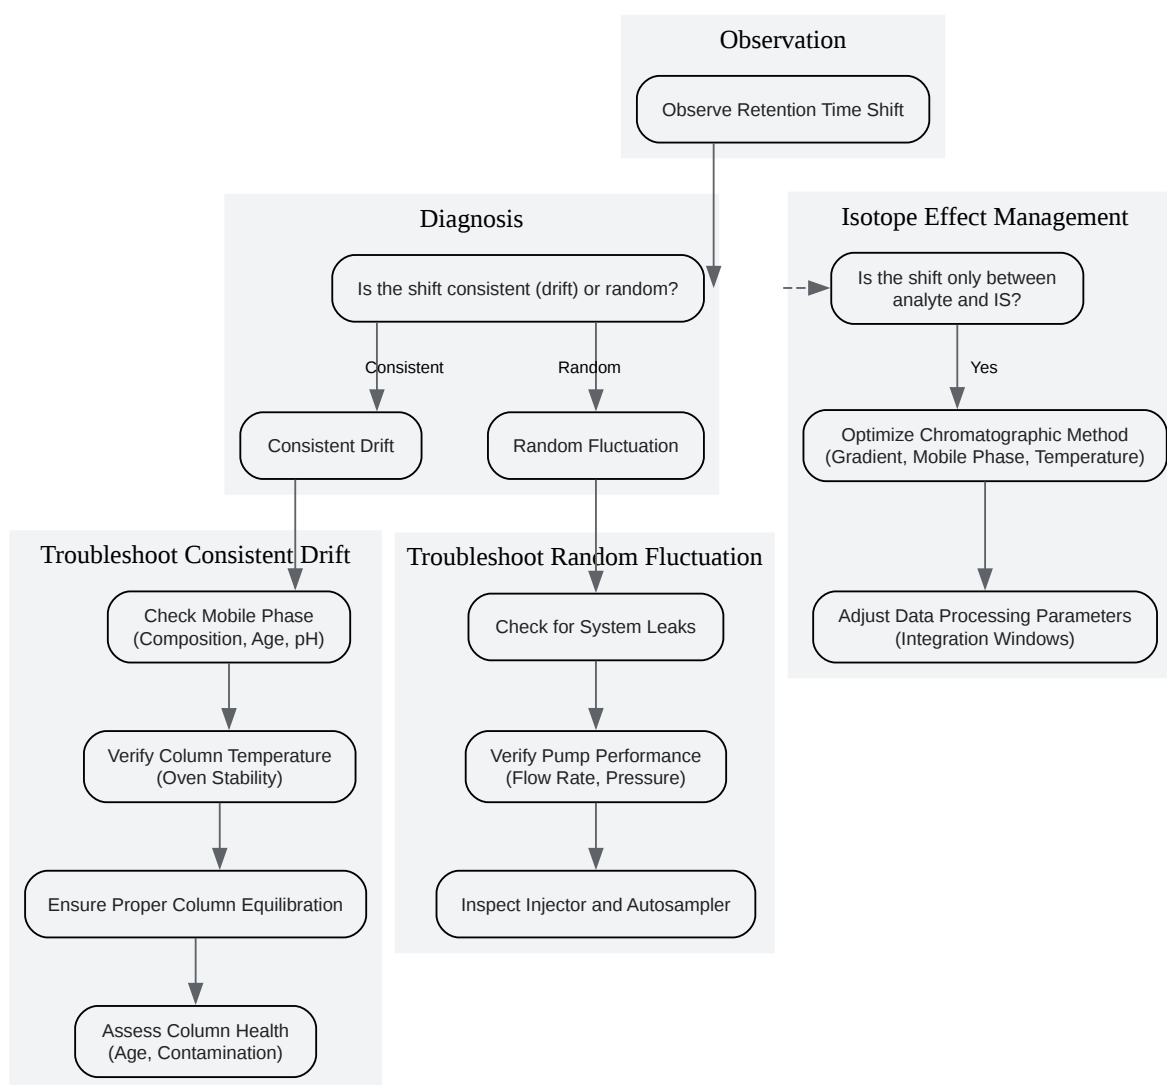 Observation
Observe Retention Time Shift
Diagnosis
Is the shift consistent (drift) or random?
Consistent
Random
Consistent Drift
Random Fluctuation
Isotope Effect Management
Is the shift only between
analyte and IS?
Yes
Optimize Chromatographic Method
(Gradient, Mobile Phase, Temperature)
Adjust Data Processing Parameters
(Integration Windows)
Troubleshoot Consistent Drift
Check Mobile Phase
(Composition, Age, pH)
Verify Column Temperature
(Oven Stability)
Ensure Proper Column Equilibration
Assess Column Health
(Age, Contamination)
Troubleshoot Random Fluctuation
Check for System Leaks
Verify Pump Performance
(Flow Rate, Pressure)
Inspect Injector and Autosampler